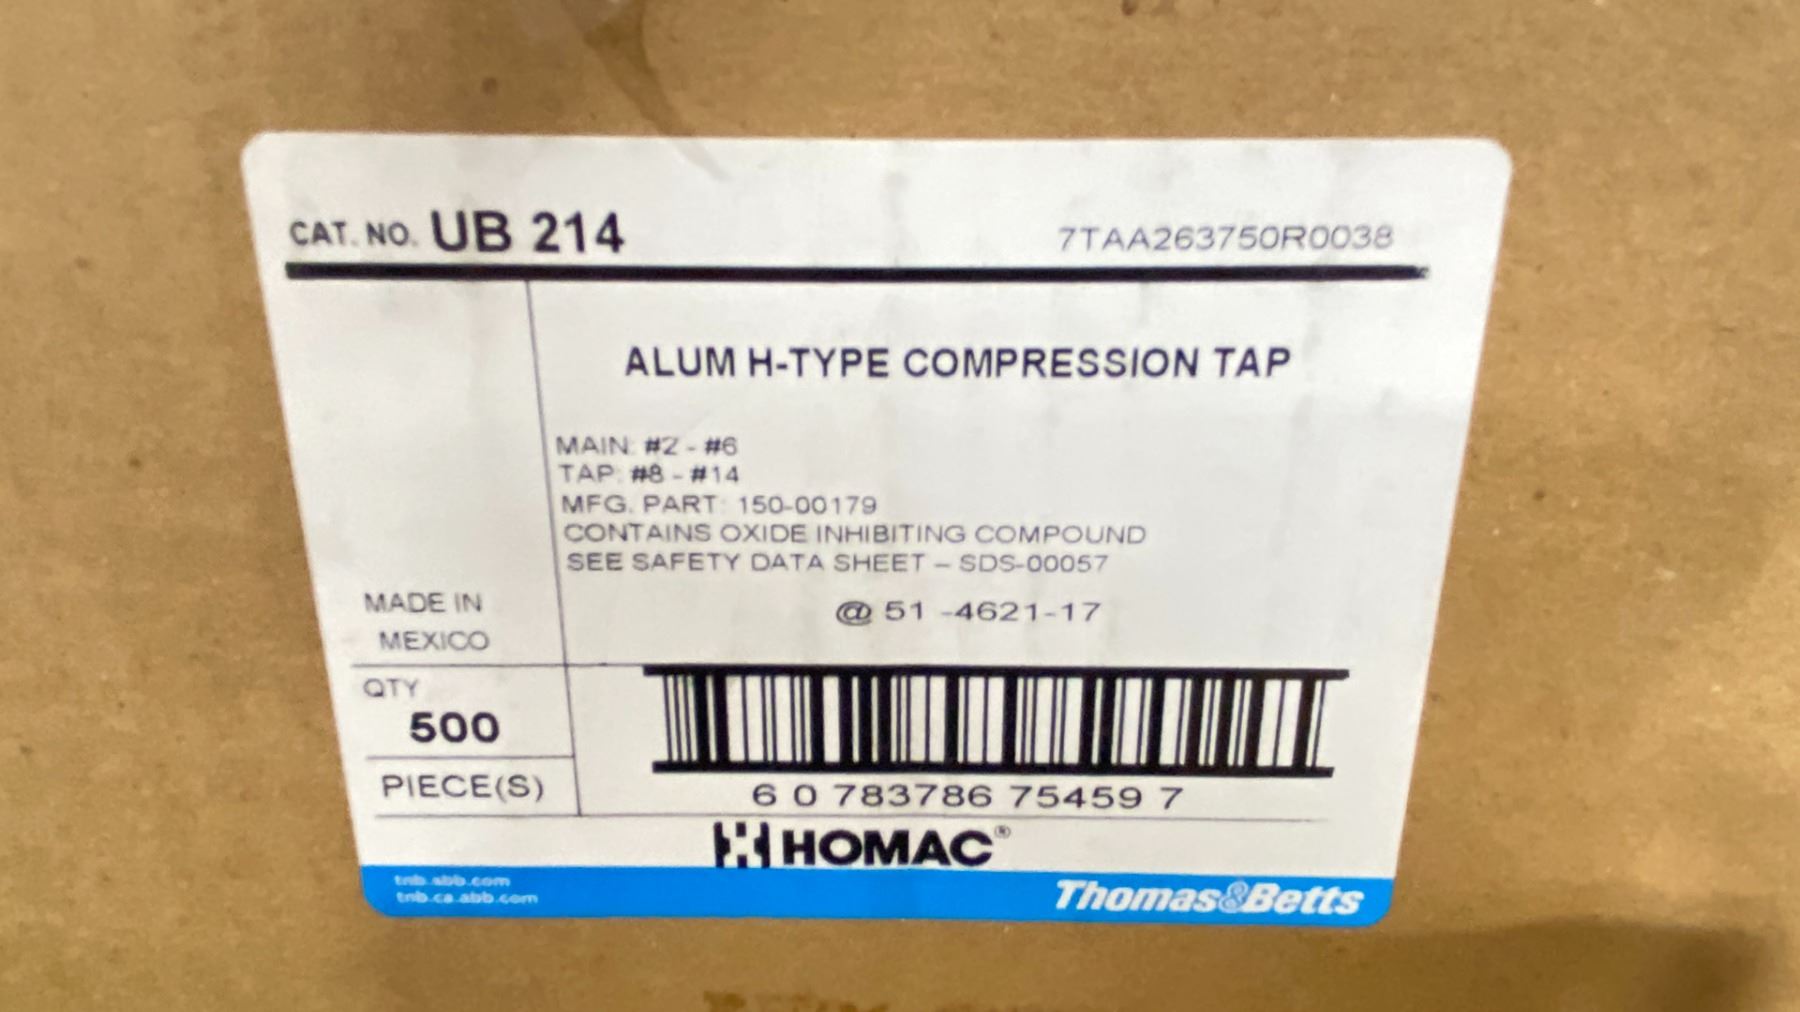 CAT. NO. UB 214 7TAA263750R0038
ALUM H-TYPE COMPRESSION TAP
MAIN: #2 - #6
TAP: #8 - #14
MFG. PART: 150-00179
CONTAINS OXIDE INHIBITING COMPOUND
SEE SAFETY DATA SHEET – SDS-00057
@ 51 -4621-17
MADE IN
MEXICO
QTY
500
PIECE(S)
6 0 783786 75459 7
HOMAC®
tnb.abb.com
tnb.ca.abb.com
Thomas&Betts